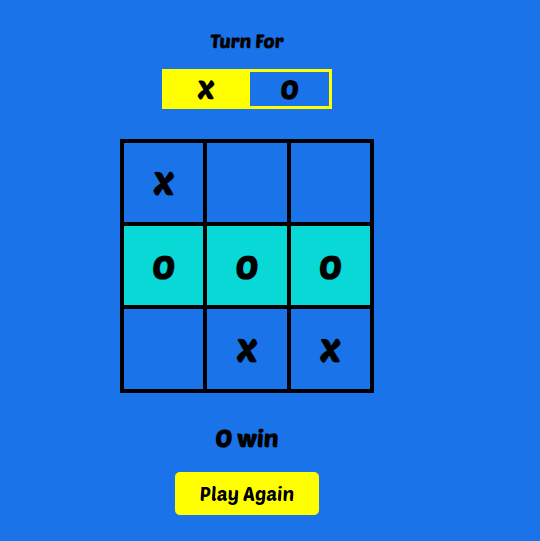 Turn For
X O
X
O O O
X X
O win
Play Again